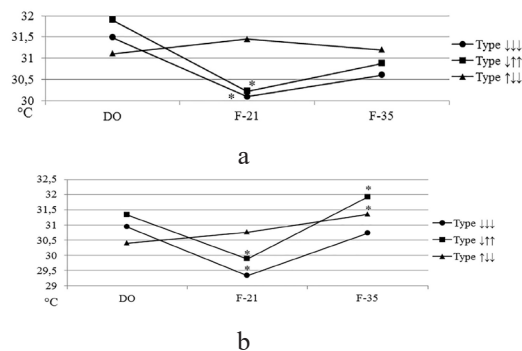 32
31,5
31
30,5
30
°C
DO
F-21
F-35
*
*
Type ↓↓↓
Type ↓↑↑
Type ↑↓↓
a
32,5
32
31,5
31
30,5
30
29,5
29
°C
DO
F-21
F-35
*
*
*
*
Type ↓↓↓
Type ↓↑↑
Type ↑↓↓
b